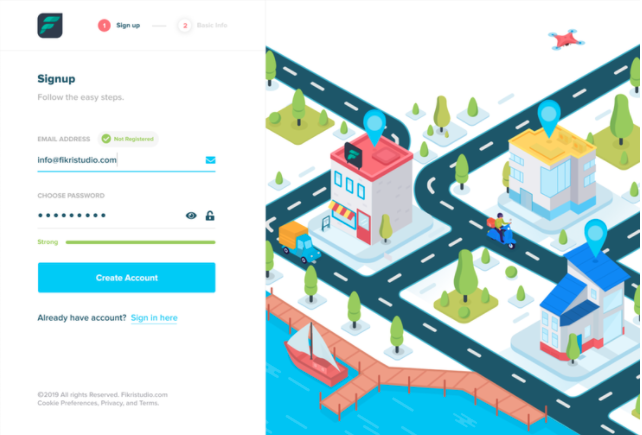 1 Sign up
2 Basic Info
Signup
Follow the easy steps.
EMAIL ADDRESS Not Registered
info@fikristudio.com
CHOOSE PASSWORD
Strong
Create Account
Already have account? Sign in here
©2019 All rights Reserved. Fikristudio.com
Cookie Preferences, Privacy, and Terms.